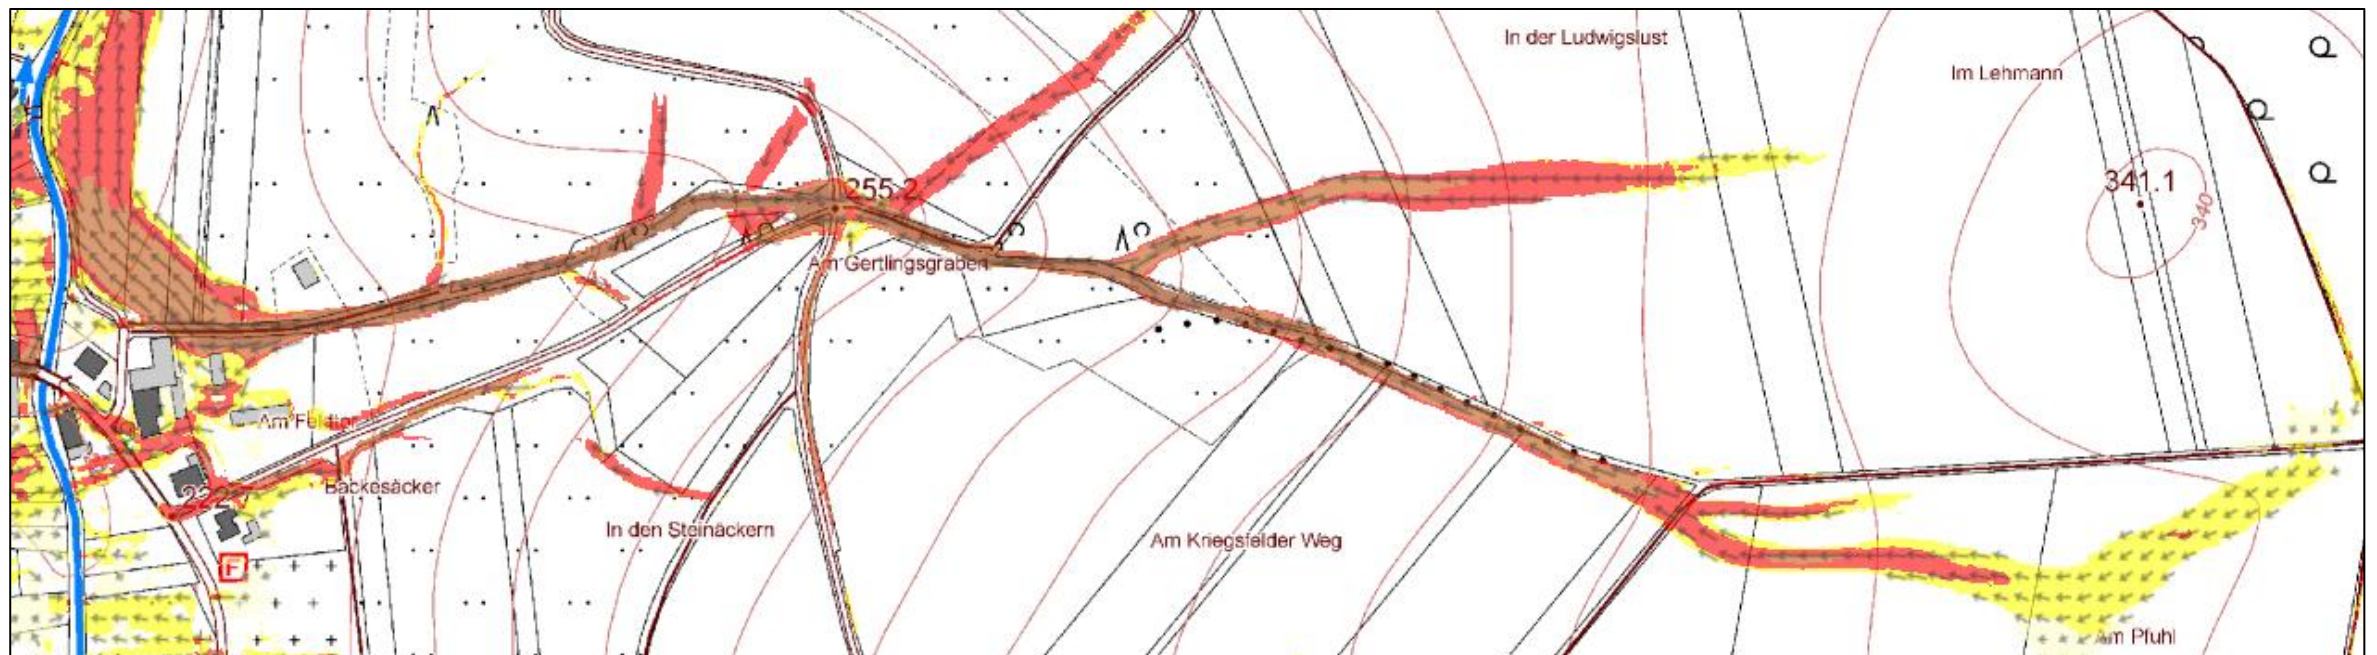 In der Ludwigslust
Im Lehmann
341.1
340
255.2
Am Gertlingsgraben
Am Feldtor
Backesäcker
In den Steinäckern
Am Kriegsfelder Weg
F
Am Pfuhl